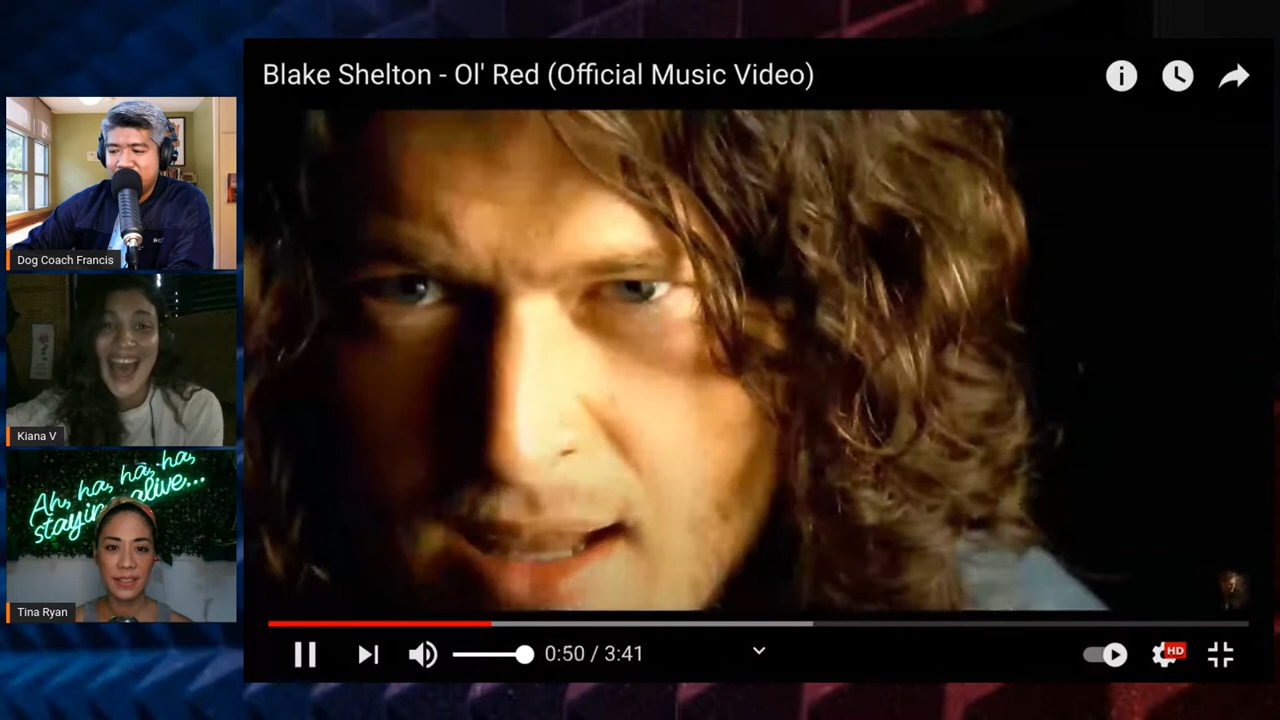 Blake Shelton - Ol' Red (Official Music Video)
Dog Coach Francis
Kiana V
Ah, ha, ha, ha,
stayin alive...
Tina Ryan
0:50 / 3:41
HD